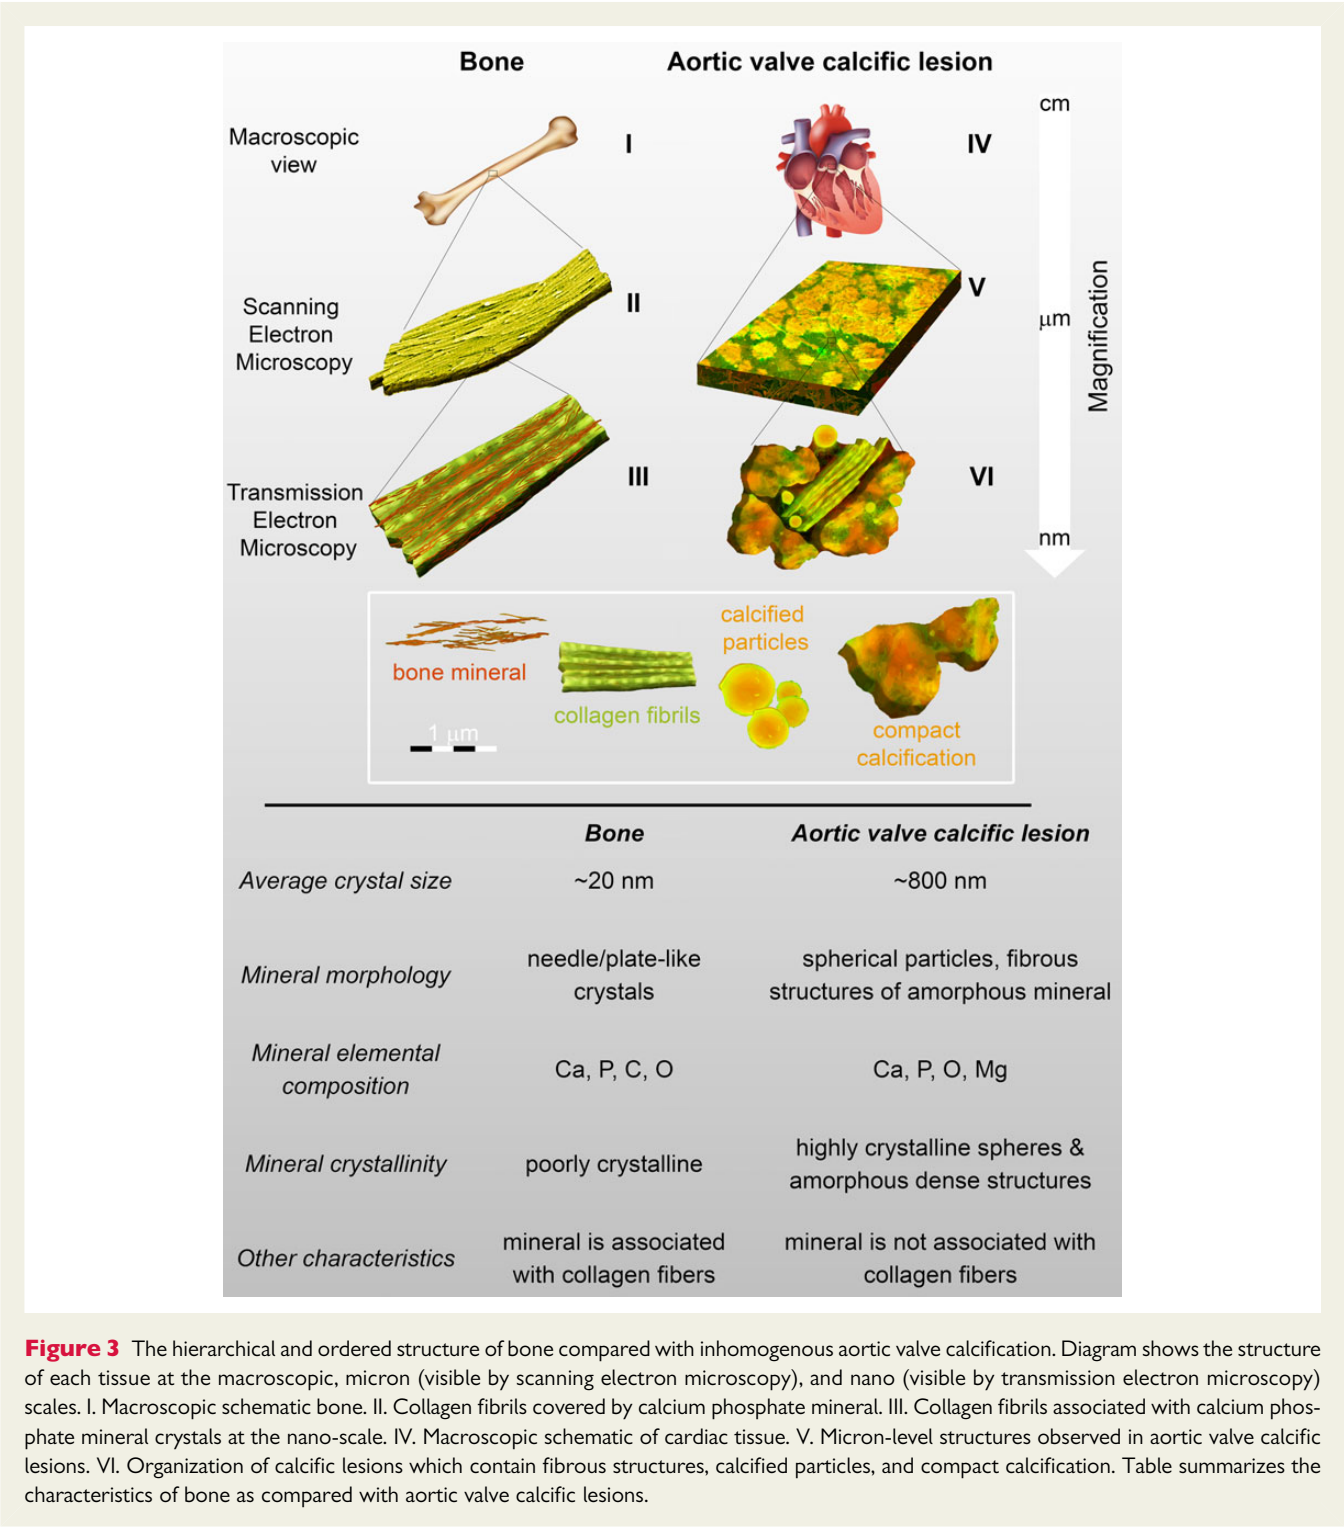 Bone
Aortic valve calcific lesion
cm
Macroscopic
view
I
IV
Scanning
Electron
Microscopy
II
V
μm
Magnification
Transmission
Electron
Microscopy
III
VI
nm
bone mineral
collagen fibrils
calcified
particles
compact
calcification
1 μm
Bone
Aortic valve calcific lesion
Average crystal size
~20 nm
~800 nm
Mineral morphology
needle/plate-like
crystals
spherical particles, fibrous
structures of amorphous mineral
Mineral elemental
composition
Ca, P, C, O
Ca, P, O, Mg
Mineral crystallinity
poorly crystalline
highly crystalline spheres &
amorphous dense structures
Other characteristics
mineral is associated
with collagen fibers
mineral is not associated with
collagen fibers
Figure 3 The hierarchical and ordered structure of bone compared with inhomogenous aortic valve calcification. Diagram shows the structure
of each tissue at the macroscopic, micron (visible by scanning electron microscopy), and nano (visible by transmission electron microscopy)
scales. I. Macroscopic schematic bone. II. Collagen fibrils covered by calcium phosphate mineral. III. Collagen fibrils associated with calcium phos-
phate mineral crystals at the nano-scale. IV. Macroscopic schematic of cardiac tissue. V. Micron-level structures observed in aortic valve calcific
lesions. VI. Organization of calcific lesions which contain fibrous structures, calcified particles, and compact calcification. Table summarizes the
characteristics of bone as compared with aortic valve calcific lesions.